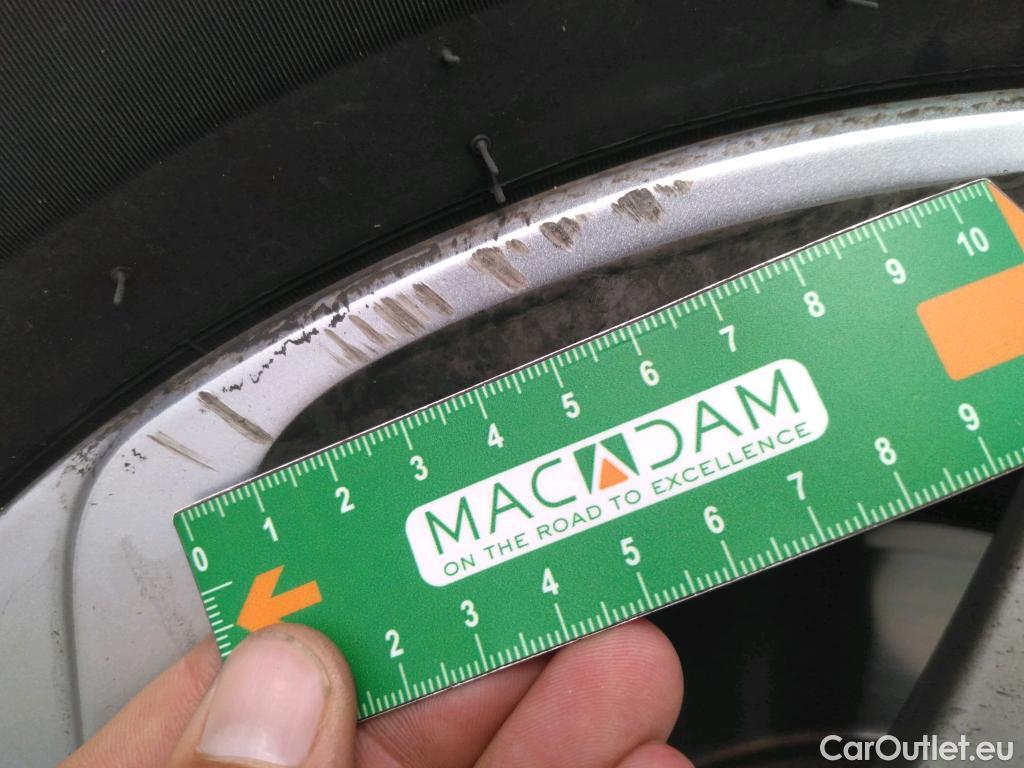 0 1 2 3 4 5 6 7 8 9 10
MACADAM
ON THE ROAD TO EXCELLENCE
2 3 4 5 6 7 8 9
CarOutlet.eu